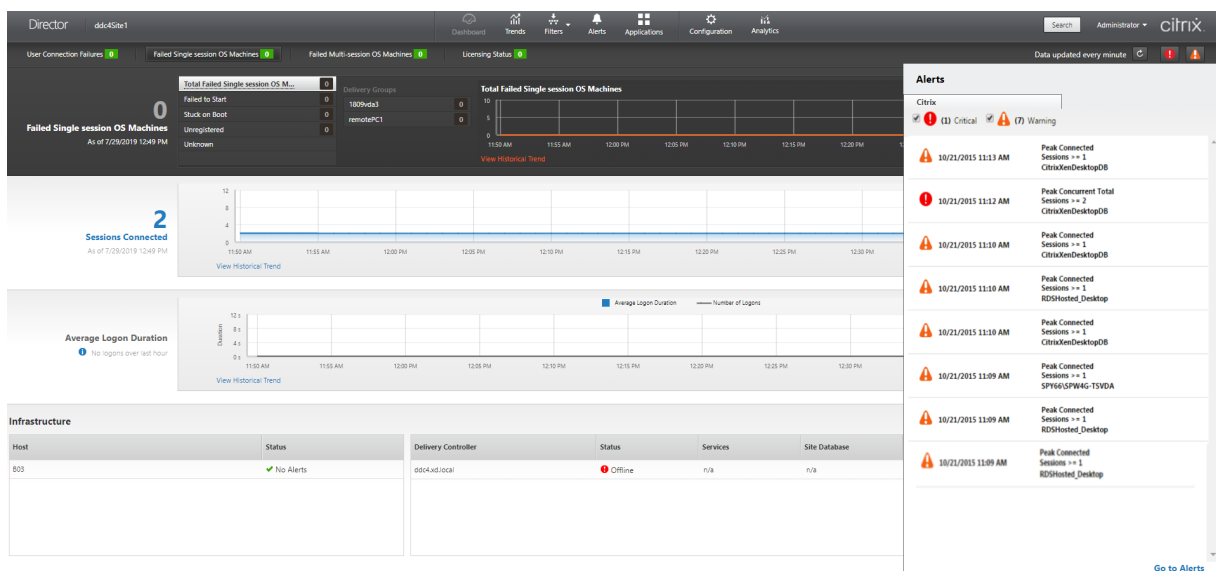 Director ddc4Site1 Dashboard Trends Filters Alerts Applications Configuration Analytics Search Administrator citrix
User Connection Failures 0 Failed Single session OS Machines 0 Failed Multi-session OS Machines 0 Licensing Status 0 Data updated every minute
0
Failed Single session OS Machines
As of 7/29/2019 12:49 PM
Total Failed Single session OS M... 0
Failed to Start 0
Stuck on Boot 0
Unregistered 0
Unknown
Delivery Groups
1809vda3 0
remotePC1 0
Total Failed Single session OS Machines
10
5
0
11:50 AM 11:55 AM 12:00 PM 12:05 PM 12:10 PM 12:15 PM 12:20 PM
View Historical Trend
2
Sessions Connected
As of 7/29/2019 12:49 PM
12
8
4
0
11:50 AM 11:55 AM 12:00 PM 12:05 PM 12:10 PM 12:15 PM 12:20 PM 12:25 PM 12:30 PM
View Historical Trend
Average Logon Duration
No logons over last hour
Average Logon Duration Number of Logons
Duration
12 s
8 s
4 s
0 s
11:50 AM 11:55 AM 12:00 PM 12:05 PM 12:10 PM 12:15 PM 12:20 PM 12:25 PM 12:30 PM
View Historical Trend
Infrastructure
Host Status
803 No Alerts
Delivery Controller Status Services Site Database
ddc4.xd.local Offline n/a n/a
Alerts
Citrix
(1) Critical (7) Warning
10/21/2015 11:13 AM
Peak Connected
Sessions >= 1
CitrixXenDesktopDB
10/21/2015 11:12 AM
Peak Concurrent Total
Sessions >= 2
CitrixXenDesktopDB
10/21/2015 11:10 AM
Peak Connected
Sessions >= 1
CitrixXenDesktopDB
10/21/2015 11:10 AM
Peak Connected
Sessions >= 1
RDSHosted_Desktop
10/21/2015 11:10 AM
Peak Connected
Sessions >= 1
CitrixXenDesktopDB
10/21/2015 11:09 AM
Peak Connected
Sessions >= 1
SPY66\SPW4G-TSVDA
10/21/2015 11:09 AM
Peak Connected
Sessions >= 1
RDSHosted_Desktop
10/21/2015 11:09 AM
Peak Connected
Sessions >= 1
RDSHosted_Desktop
Go to Alerts